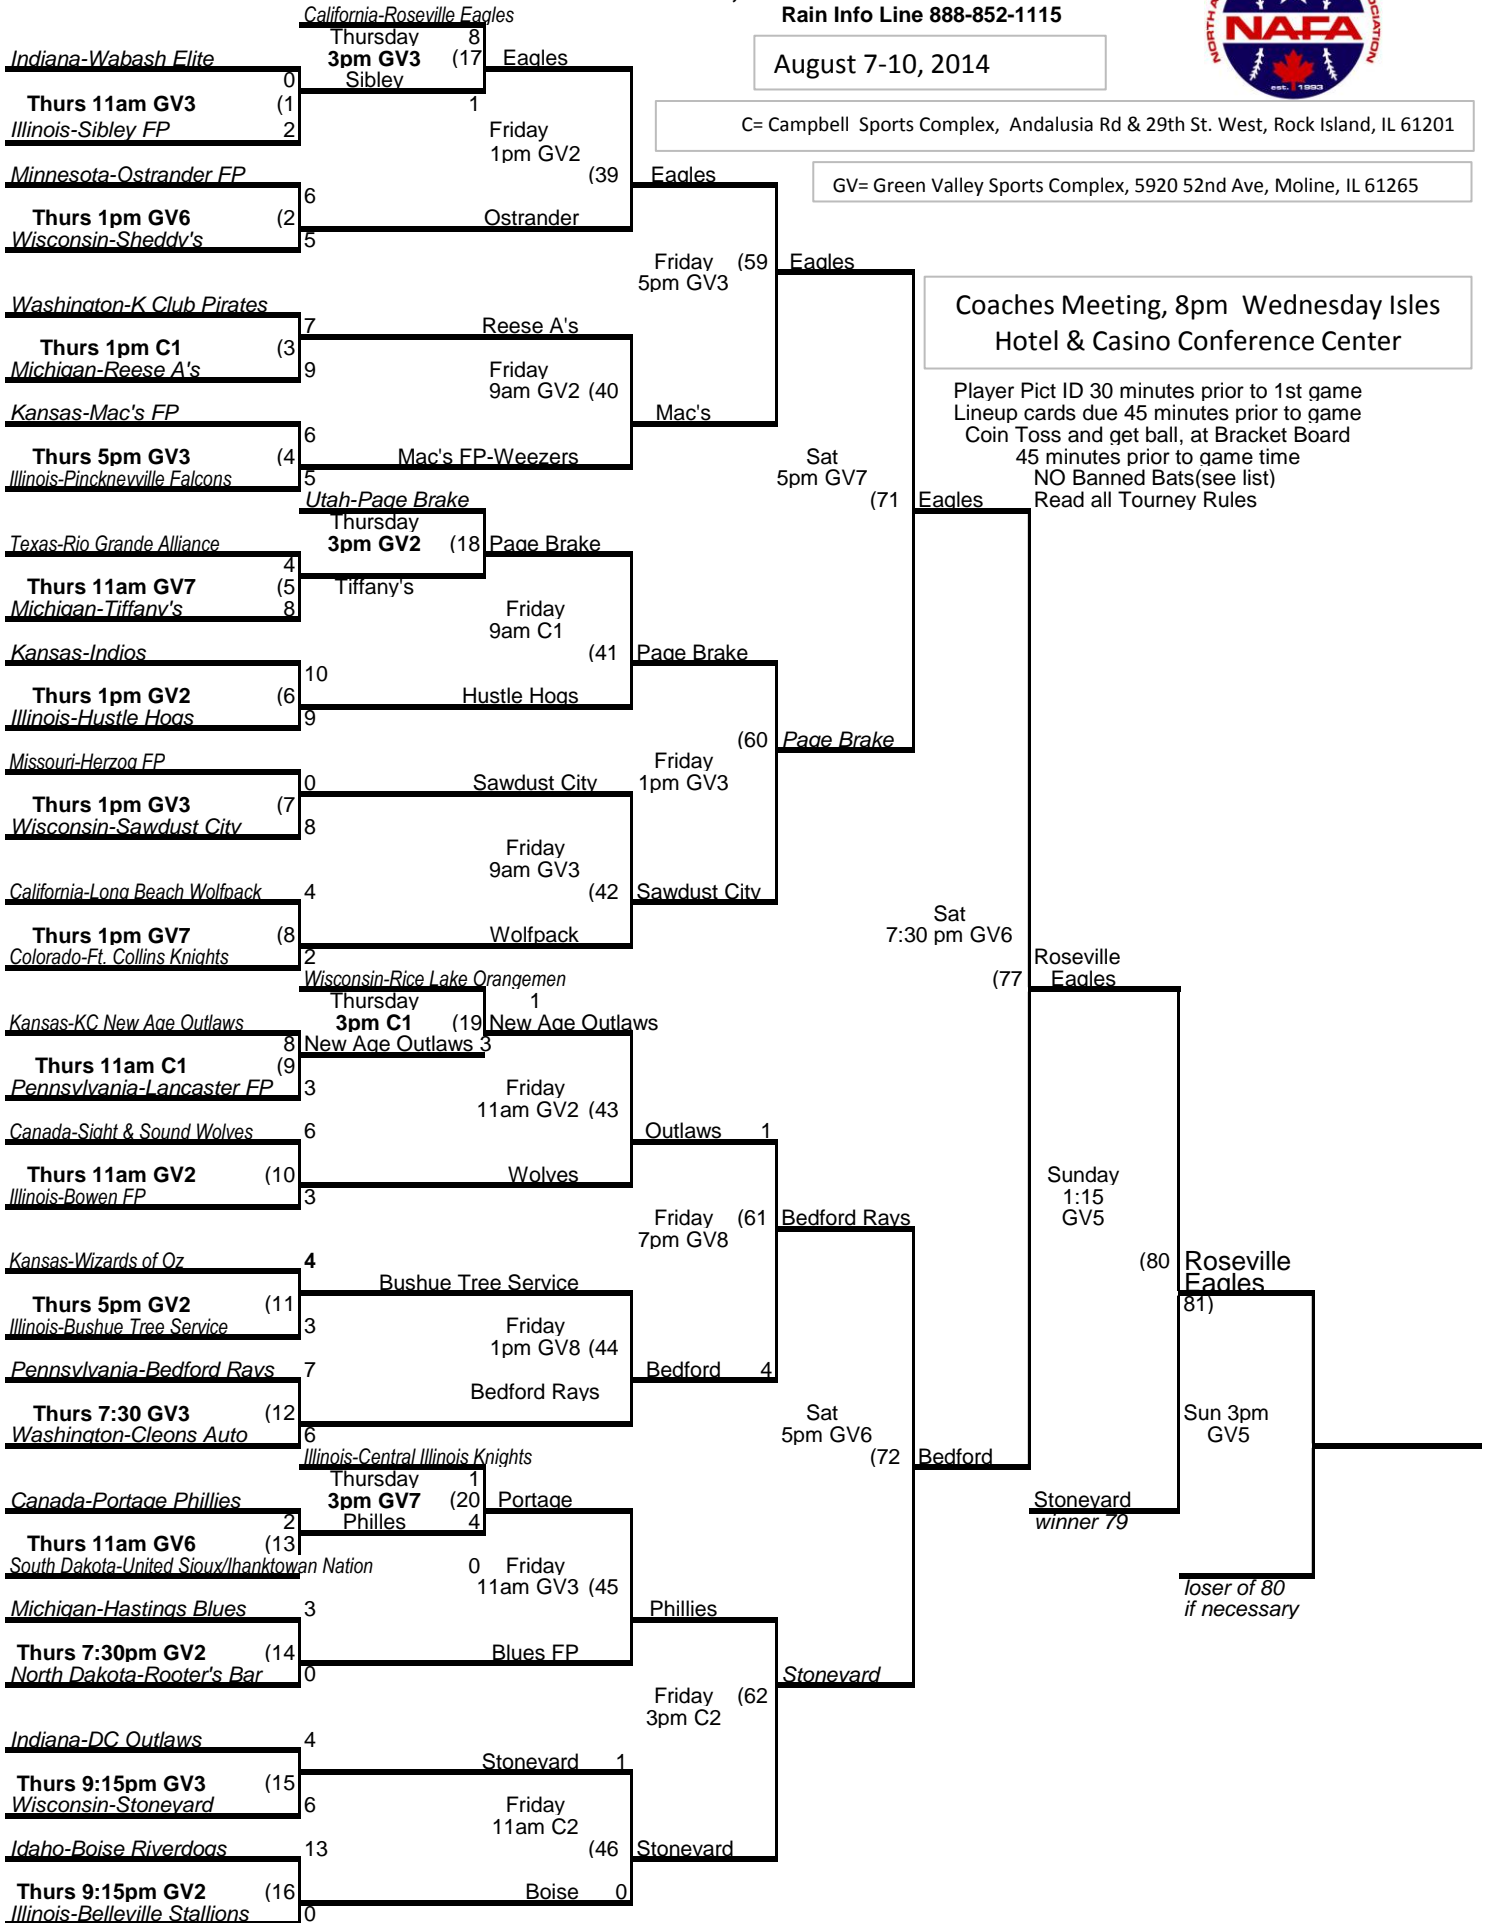 California-Roseville Eagles
Rain Info Line 888-852-1115
August 7-10, 2014
NAFA
est. 1993
C= Campbell Sports Complex, Andalusia Rd & 29th St. West, Rock Island, IL 61201
GV= Green Valley Sports Complex, 5920 52nd Ave, Moline, IL 61265
Coaches Meeting, 8pm Wednesday Isles
Hotel & Casino Conference Center
Player Pict ID 30 minutes prior to 1st game
Lineup cards due 45 minutes prior to game
Coin Toss and get ball, at Bracket Board
45 minutes prior to game time
NO Banned Bats(see list)
Read all Tourney Rules
Thursday 8
3pm GV3 (17 Eagles
Sibley
1
Indiana-Wabash Elite
0
Thurs 11am GV3 (1
Illinois-Sibley FP 2
Friday
1pm GV2
(39 Eagles
Minnesota-Ostrander FP
6
Thurs 1pm GV6 (2
Ostrander
Wisconsin-Sheddy's 5
Friday (59 Eagles
5pm GV3
Washington-K Club Pirates
7 Reese A's
Thurs 1pm C1 (3
Michigan-Reese A's 9
Friday
9am GV2 (40
Mac's
Kansas-Mac's FP
6
Thurs 5pm GV3 (4
Mac's FP-Weezers
Illinois-Pinckneyville Falcons 5
Sat
5pm GV7
(71 Eagles
Utah-Page Brake
Thursday
3pm GV2 (18 Page Brake
Tiffany's
Texas-Rio Grande Alliance
4
Thurs 11am GV7 (5
Michigan-Tiffany's 8
Friday
9am C1
(41 Page Brake
Kansas-Indios
10
Thurs 1pm GV2 (6
Hustle Hogs
Illinois-Hustle Hogs 9
(60 Page Brake
Friday
1pm GV3
Missouri-Herzog FP
0 Sawdust City
Thurs 1pm GV3 (7
Wisconsin-Sawdust City 8
Friday
9am GV3
(42 Sawdust City
California-Long Beach Wolfpack 4
Thurs 1pm GV7 (8
Wolfpack
Colorado-Ft. Collins Knights 2
Sat
7:30 pm GV6
(77 Roseville
Eagles
Wisconsin-Rice Lake Orangemen
Thursday 1
3pm C1 (19 New Age Outlaws
New Age Outlaws 3
Kansas-KC New Age Outlaws
8
Thurs 11am C1 (9
Pennsylvania-Lancaster FP 3
Friday
11am GV2 (43
Outlaws 1
Canada-Sight & Sound Wolves 6
Thurs 11am GV2 (10
Wolves
Illinois-Bowen FP 3
Friday (61 Bedford Rays
7pm GV8
Sunday
1:15
GV5
(80 Roseville
Eagles
81)
Kansas-Wizards of Oz 4
Bushue Tree Service
Thurs 5pm GV2 (11
Illinois-Bushue Tree Service 3
Friday
1pm GV8 (44
Bedford 4
Pennsylvania-Bedford Rays 7
Bedford Rays
Thurs 7:30 GV3 (12
Washington-Cleons Auto 6
Sat
5pm GV6
(72 Bedford
Sun 3pm
GV5
Illinois-Central Illinois Knights
Thursday 1
3pm GV7 (20 Portage
Philles 4
Canada-Portage Phillies
2
Thurs 11am GV6 (13
South Dakota-United Sioux/Ihanktowan Nation 0
Friday
11am GV3 (45
Phillies
Stoneyard
winner 79
loser of 80
if necessary
Michigan-Hastings Blues 3
Thurs 7:30pm GV2 (14
Blues FP
North Dakota-Rooter's Bar 0
Stoneyard
Friday (62
3pm C2
Indiana-DC Outlaws 4
Stoneyard 1
Thurs 9:15pm GV3 (15
Wisconsin-Stoneyard 6
Friday
11am C2
(46 Stoneyard
Idaho-Boise Riverdogs 13
Thurs 9:15pm GV2 (16
Boise 0
Illinois-Belleville Stallions 0